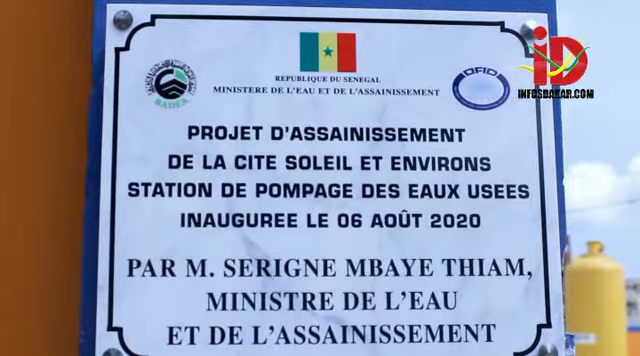 iD
INFOSDAKAR.COM
REPUBLIQUE DU SENEGAL
MINISTERE DE L'EAU ET DE L'ASSAINISSEMENT
BADEA
OFID
PROJET D'ASSAINISSEMENT
DE LA CITE SOLEIL ET ENVIRONS
STATION DE POMPAGE DES EAUX USEES
INAUGUREE LE 06 AOÛT 2020
PAR M. SERIGNE MBAYE THIAM,
MINISTRE DE L'EAU
ET DE L'ASSAINISSEMENT